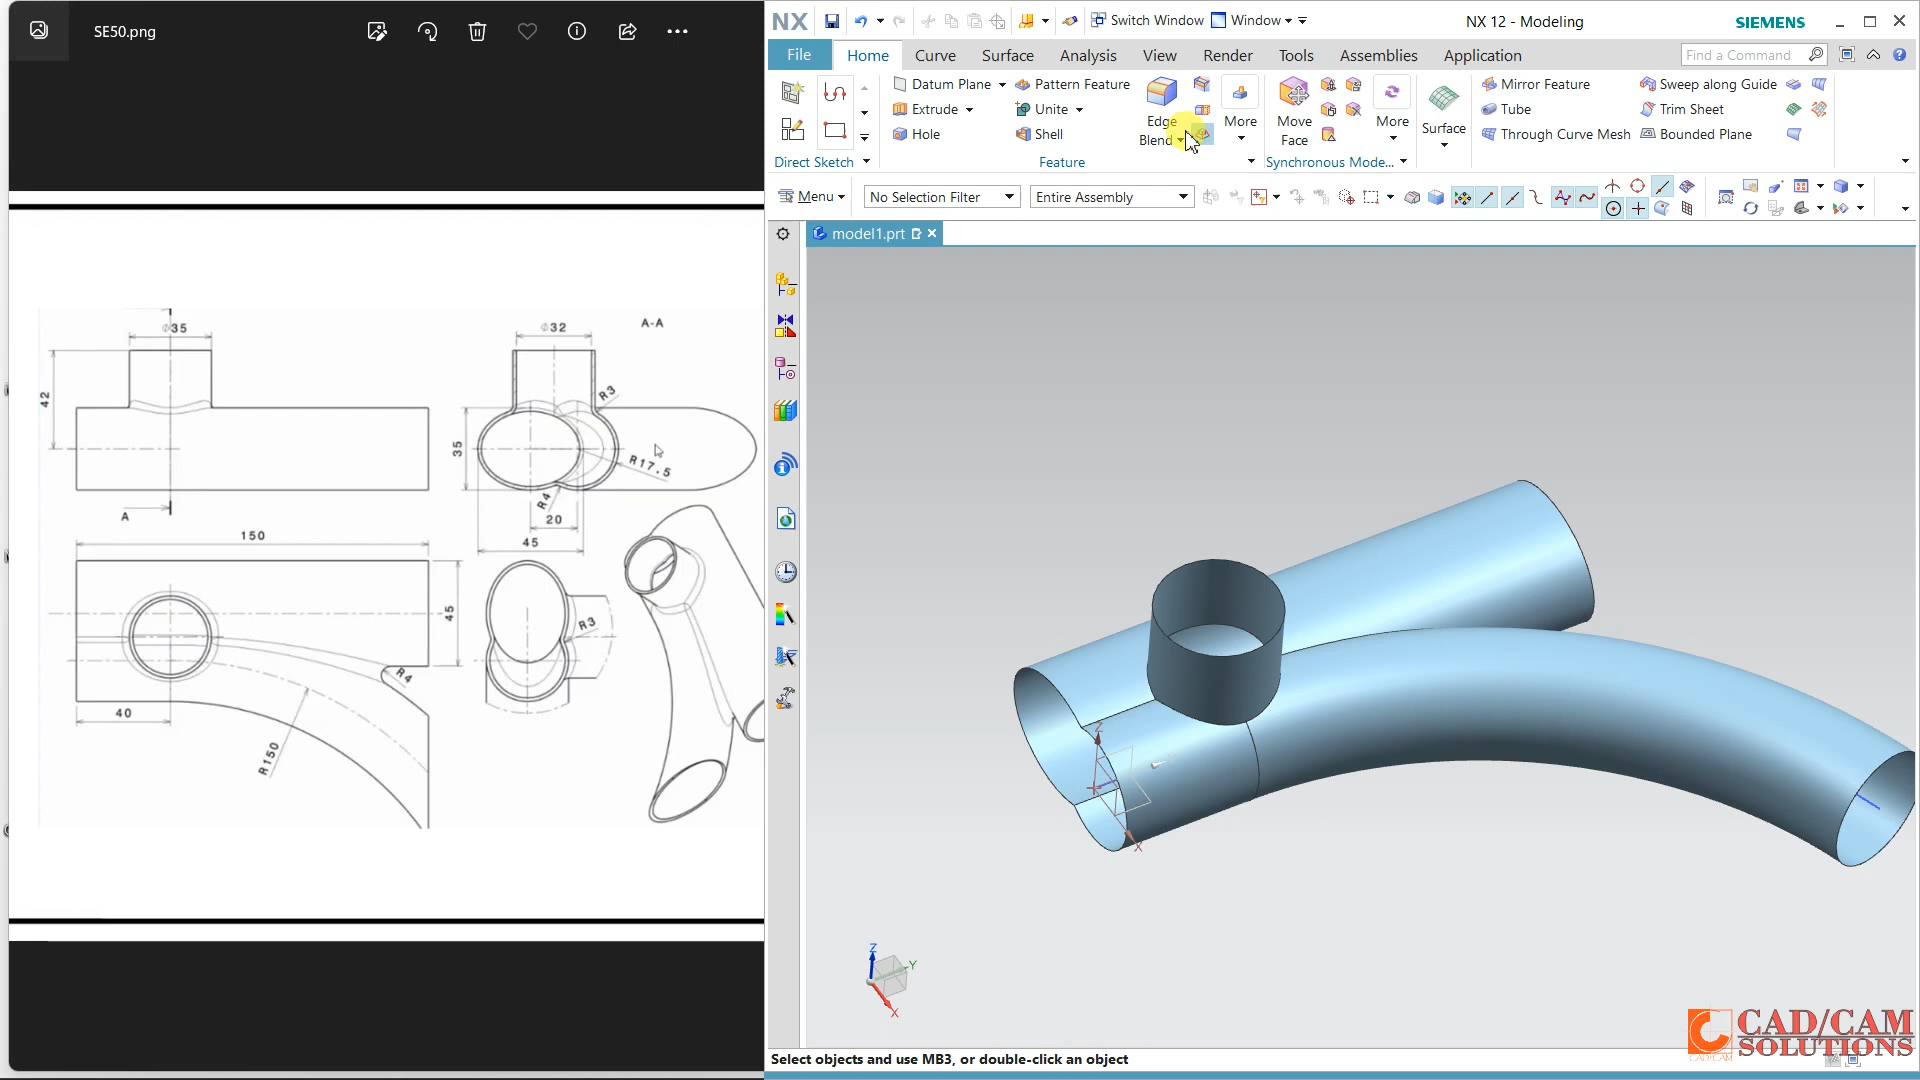 SE50.png
NX
Switch Window
Window
NX 12 - Modeling
SIEMENS
File
Home
Curve
Surface
Analysis
View
Render
Tools
Assemblies
Application
Find a Command
Datum Plane
Pattern Feature
Extrude
Unite
Hole
Shell
Edge
Blend
More
Move
Face
More
Surface
Mirror Feature
Sweep along Guide
Tube
Trim Sheet
Through Curve Mesh
Bounded Plane
Direct Sketch
Feature
Synchronous Mode...
Menu
No Selection Filter
Entire Assembly
model1.prt
Ø35
42
A
Ø32
A-A
R3
35
R17.5
R4
20
45
150
45
R3
R4
40
R150
Z
X
Z
Y
X
CAD/CAM
SOLUTIONS
CAD/CAM
Select objects and use MB3, or double-click an object